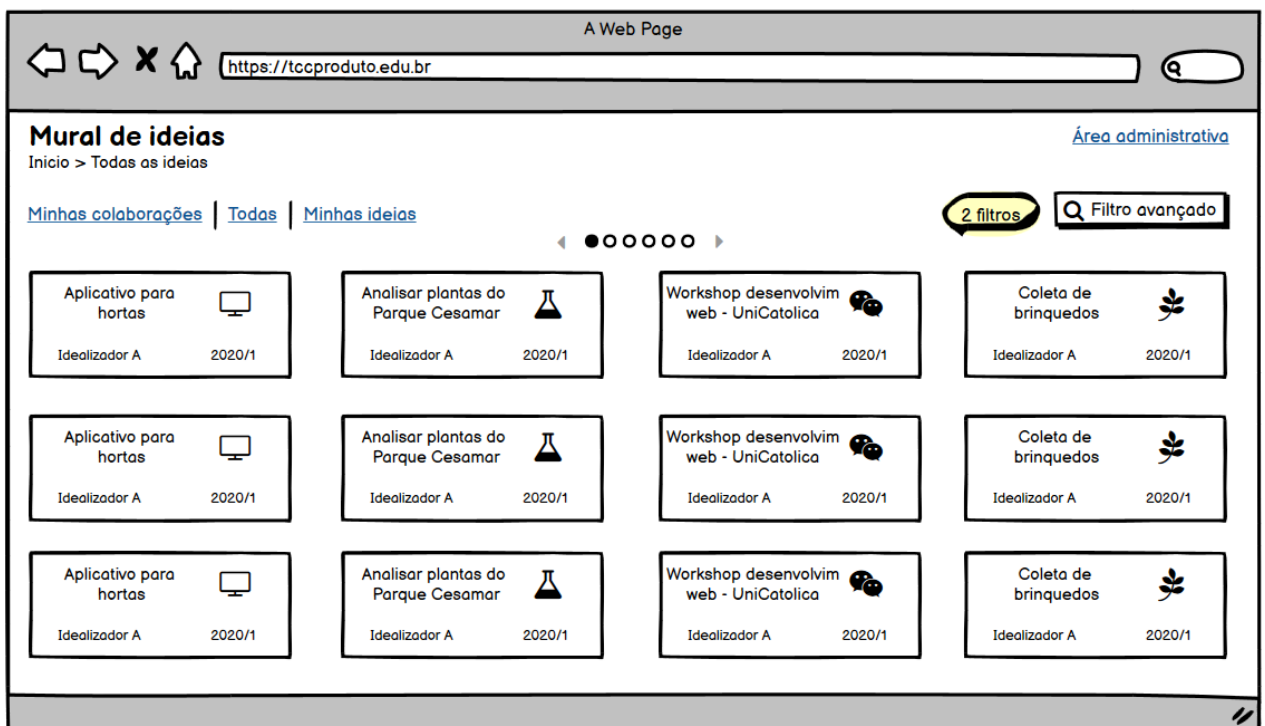 A Web Page
https://tccproduto.edu.br
Mural de ideias
Área administrativa
Inicio > Todas as ideias
Minhas colaborações | Todas | Minhas ideias
2 filtros
Filtro avançado
Aplicativo para
hortas
Idealizador A 2020/1
Analisar plantas do
Parque Cesamar
Idealizador A 2020/1
Workshop desenvolvim
web - UniCatolica
Idealizador A 2020/1
Coleta de
brinquedos
Idealizador A 2020/1
Aplicativo para
hortas
Idealizador A 2020/1
Analisar plantas do
Parque Cesamar
Idealizador A 2020/1
Workshop desenvolvim
web - UniCatolica
Idealizador A 2020/1
Coleta de
brinquedos
Idealizador A 2020/1
Aplicativo para
hortas
Idealizador A 2020/1
Analisar plantas do
Parque Cesamar
Idealizador A 2020/1
Workshop desenvolvim
web - UniCatolica
Idealizador A 2020/1
Coleta de
brinquedos
Idealizador A 2020/1